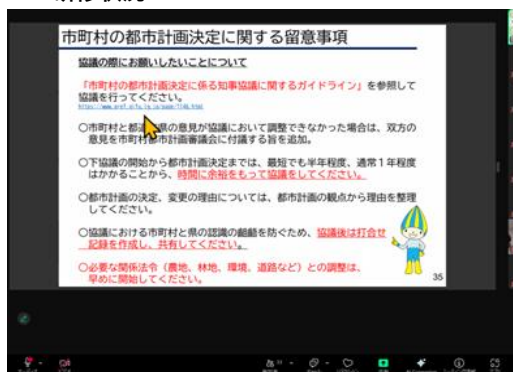 市町村の都市計画決定に関する留意事項
協議の際にお願いしたいことについて
「市町村の都市計画決定に係る知事協議に関するガイドライン」を参照して
協議を行ってください。
○市町村と都道県の意見が協議において調整できなかった場合は、双方の
意見を市町村都市計画審議会に付議する旨を追加。
○下協議の開始から都市計画決定までは、最短でも半年程度、通常１年程度
はかかることから、時間に余裕をもって協議をしてください。
○都市計画の決定、変更の理由については、都市計画の観点から理由を整理
してください。
○協議における市町村と県の認識の齟齬を防ぐため、協議後は打合せ
記録を作成し、共有してください。
○必要な関係法令（農地、林地、環境、道路など）との調整は、
早めに開始してください。
35